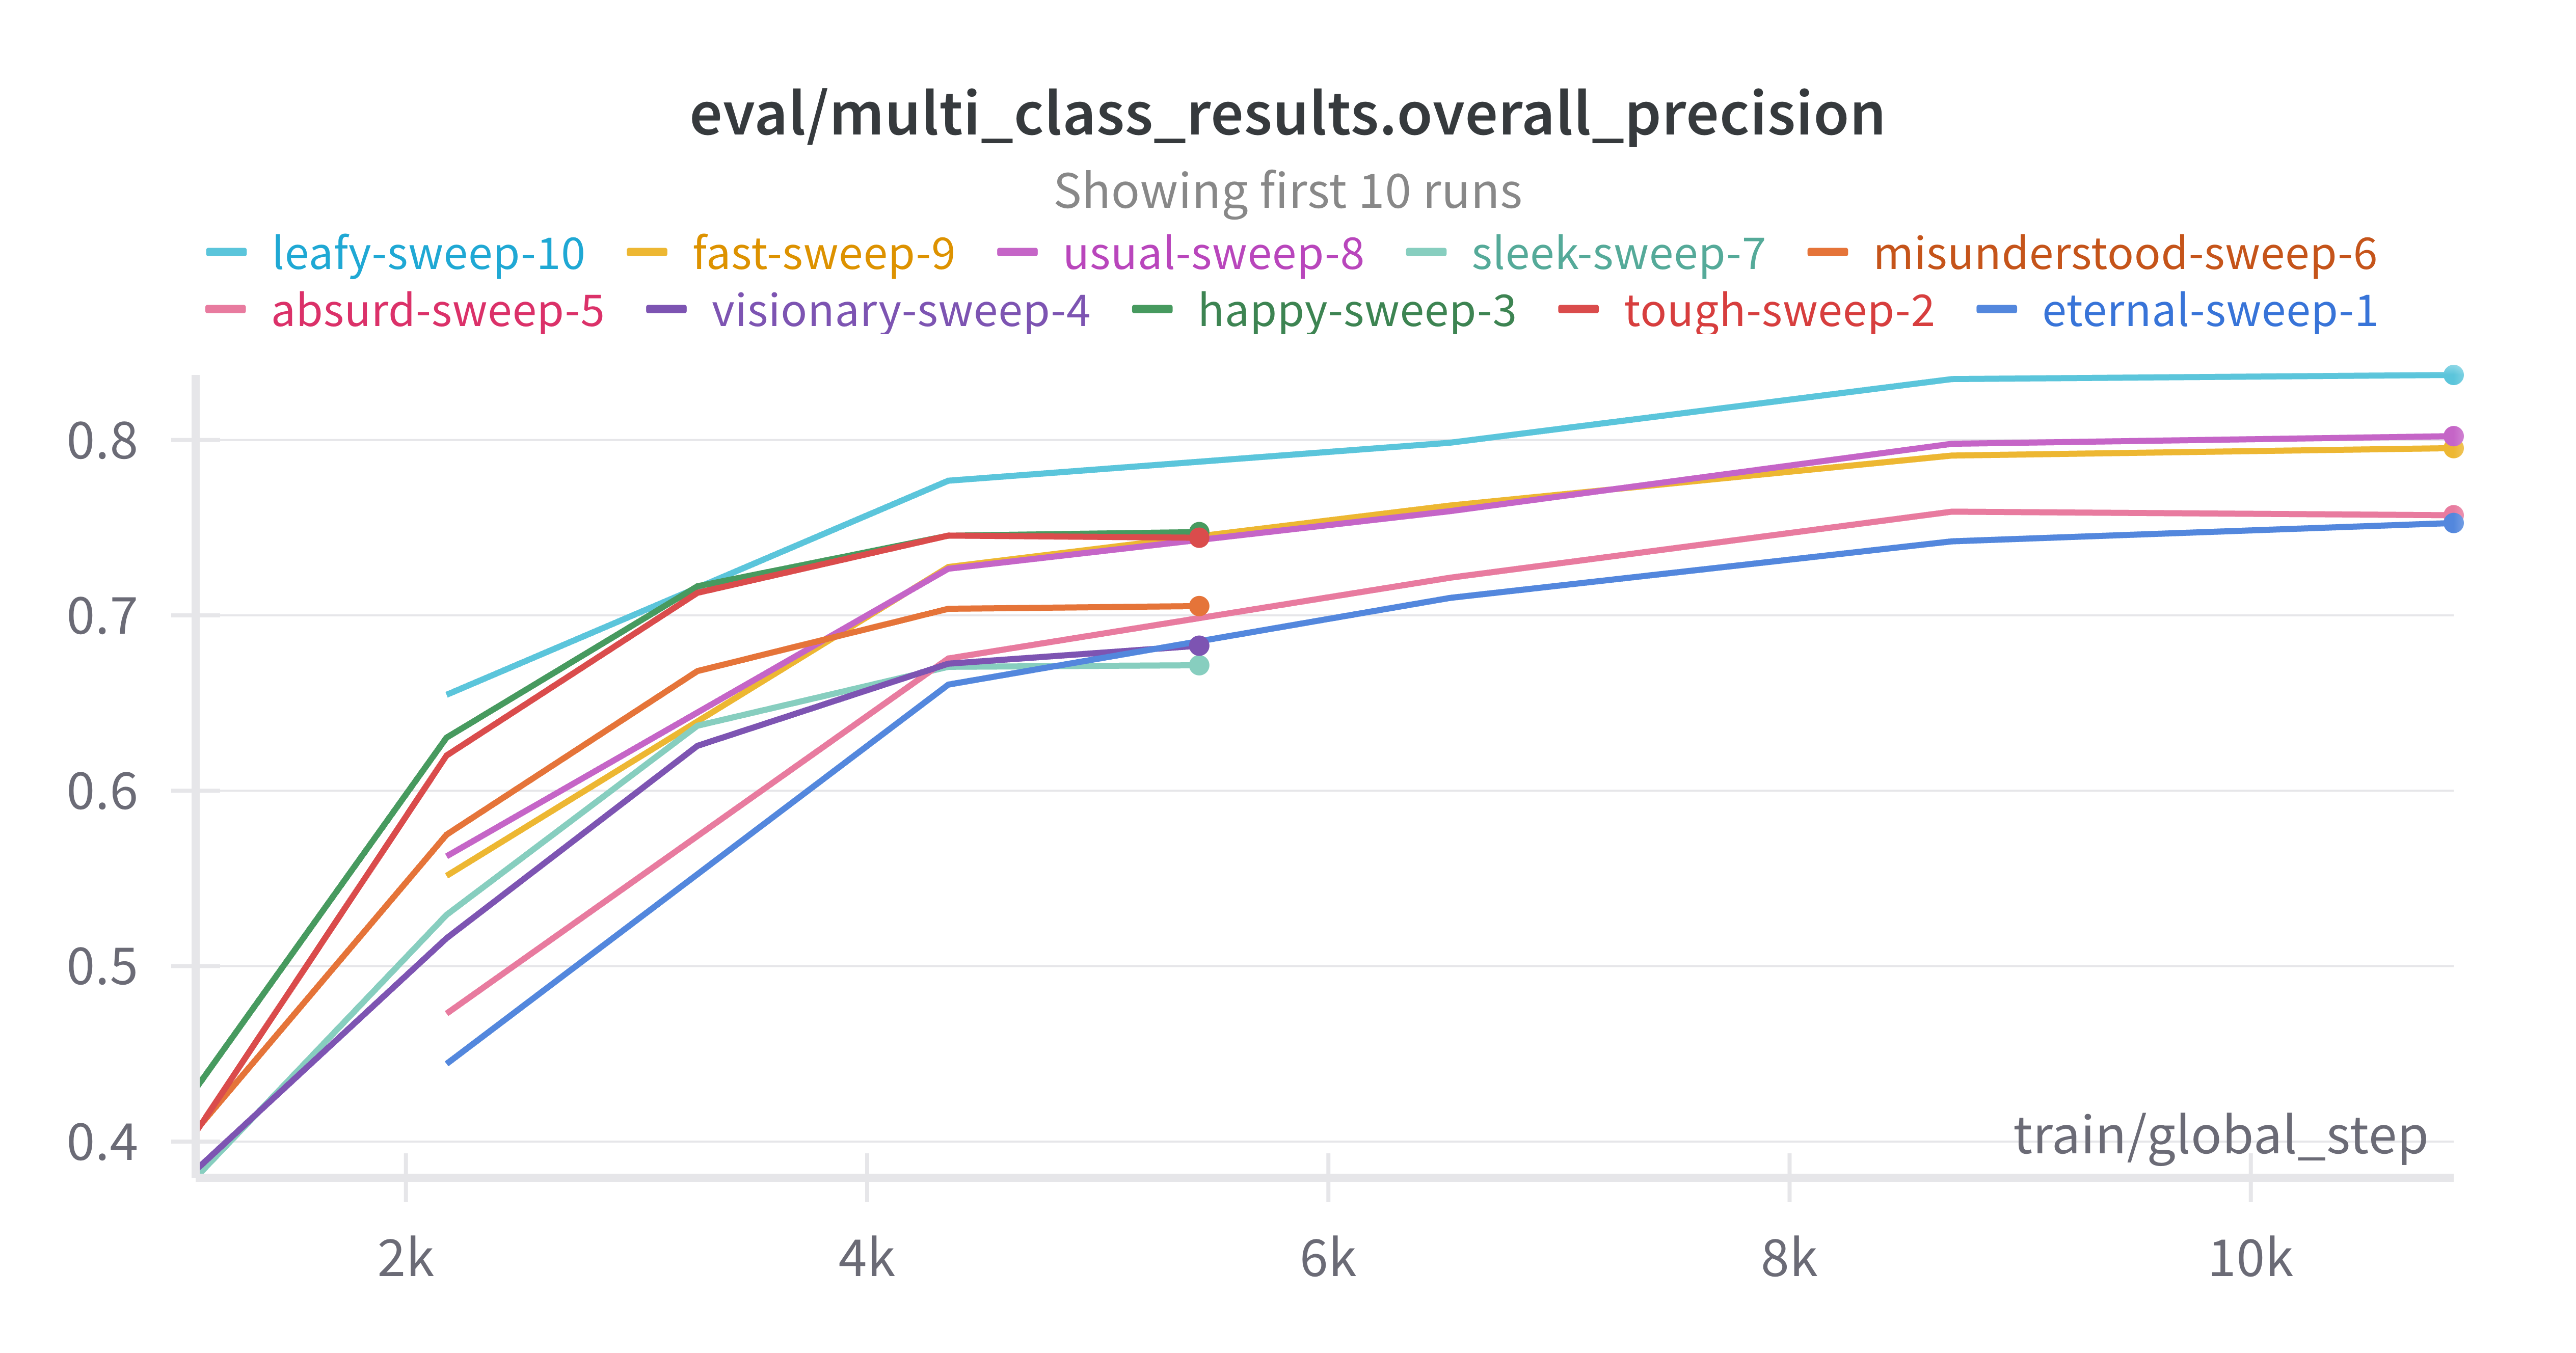 eval/multi_class_results.overall_precision
Showing first 10 runs
leafy-sweep-10 fast-sweep-9 usual-sweep-8 sleek-sweep-7 misunderstood-sweep-6
absurd-sweep-5 visionary-sweep-4 happy-sweep-3 tough-sweep-2 eternal-sweep-1
0.8
0.7
0.6
0.5
0.4
train/global_step
2k 4k 6k 8k 10k